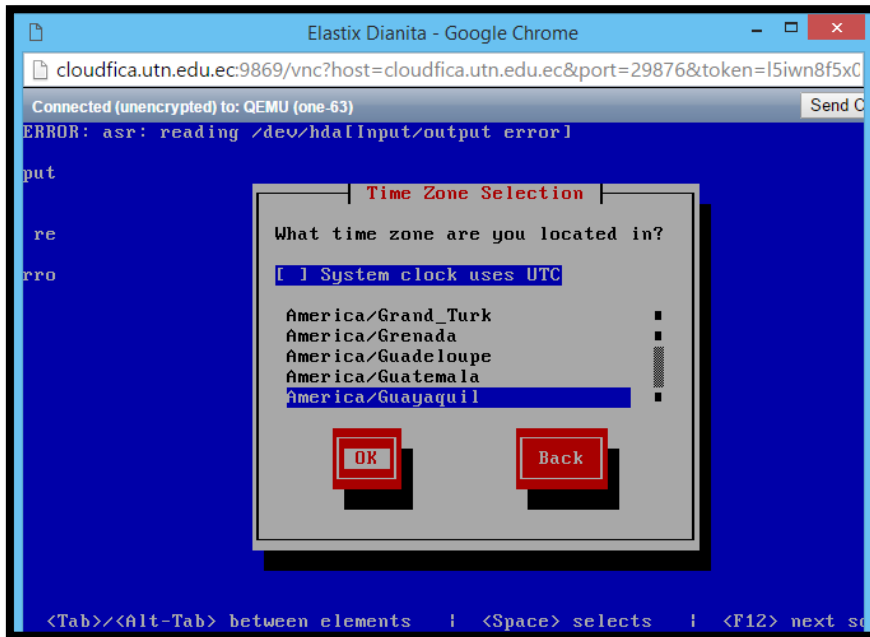 Elastix Dianita - Google Chrome
cloudfica.utn.edu.ec:9869/vnc?host=cloudfica.utn.edu.ec&port=29876&token=l5iwn8f5x0
Connected (unencrypted) to: QEMU (one-63)
Send C
ERROR: asr: reading /dev/hda[Input/output error]
put
Time Zone Selection
re
What time zone are you located in?
rro
[ ] System clock uses UTC
America/Grand_Turk
America/Grenada
America/Guadeloupe
America/Guatemala
America/Guayaquil
OK
Back
<Tab>/<Alt-Tab> between elements | <Space> selects | <F12> next sc